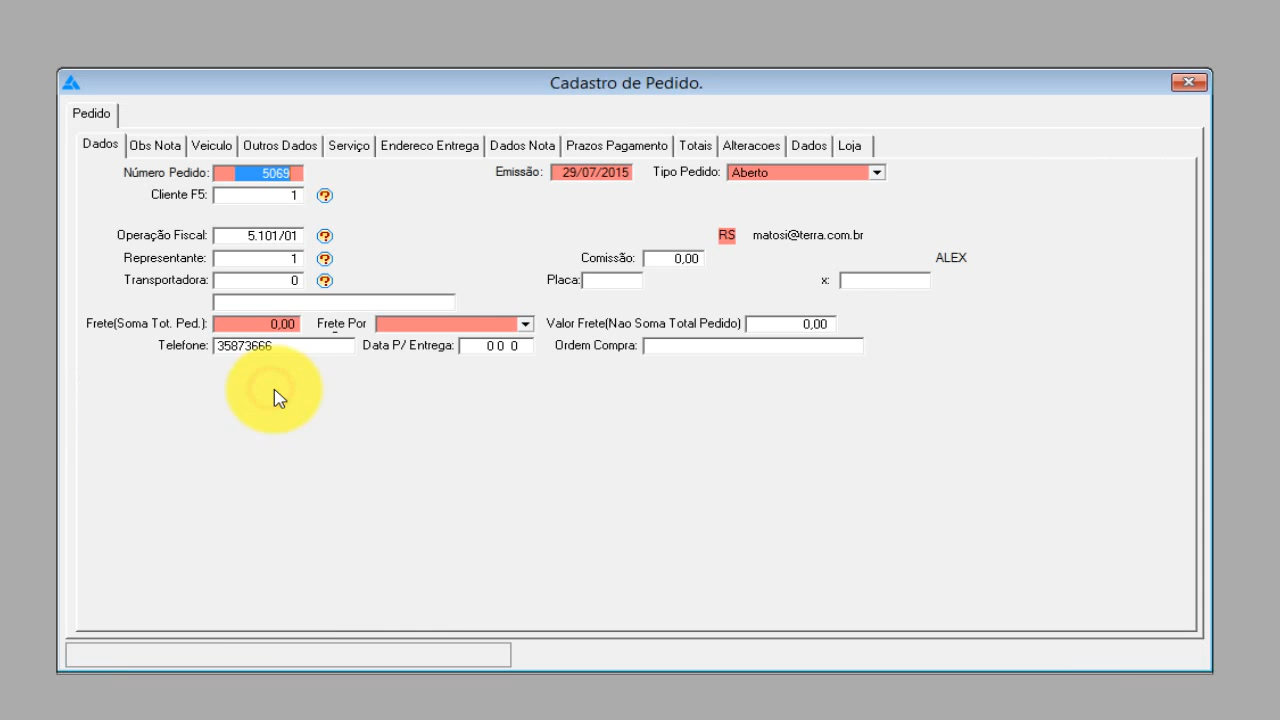 Cadastro de Pedido.
Pedido
Dados Obs Nota Veiculo Outros Dados Serviço Endereco Entrega Dados Nota Prazos Pagamento Totais Alteracoes Dados Loja
Número Pedido: 5069 Emissão: 29/07/2015 Tipo Pedido: Aberto
Cliente F5: 1
Operação Fiscal: 5.101/01 RS matosi@terra.com.br
Representante: 1 Comissão: 0,00 ALEX
Transportadora: 0 Placa: x:
Frete(Soma Tot. Ped.): 0,00 Frete Por Valor Frete(Nao Soma Total Pedido) 0,00
Telefone: 35873666 Data P/ Entrega: 0 0 0 Ordem Compra: